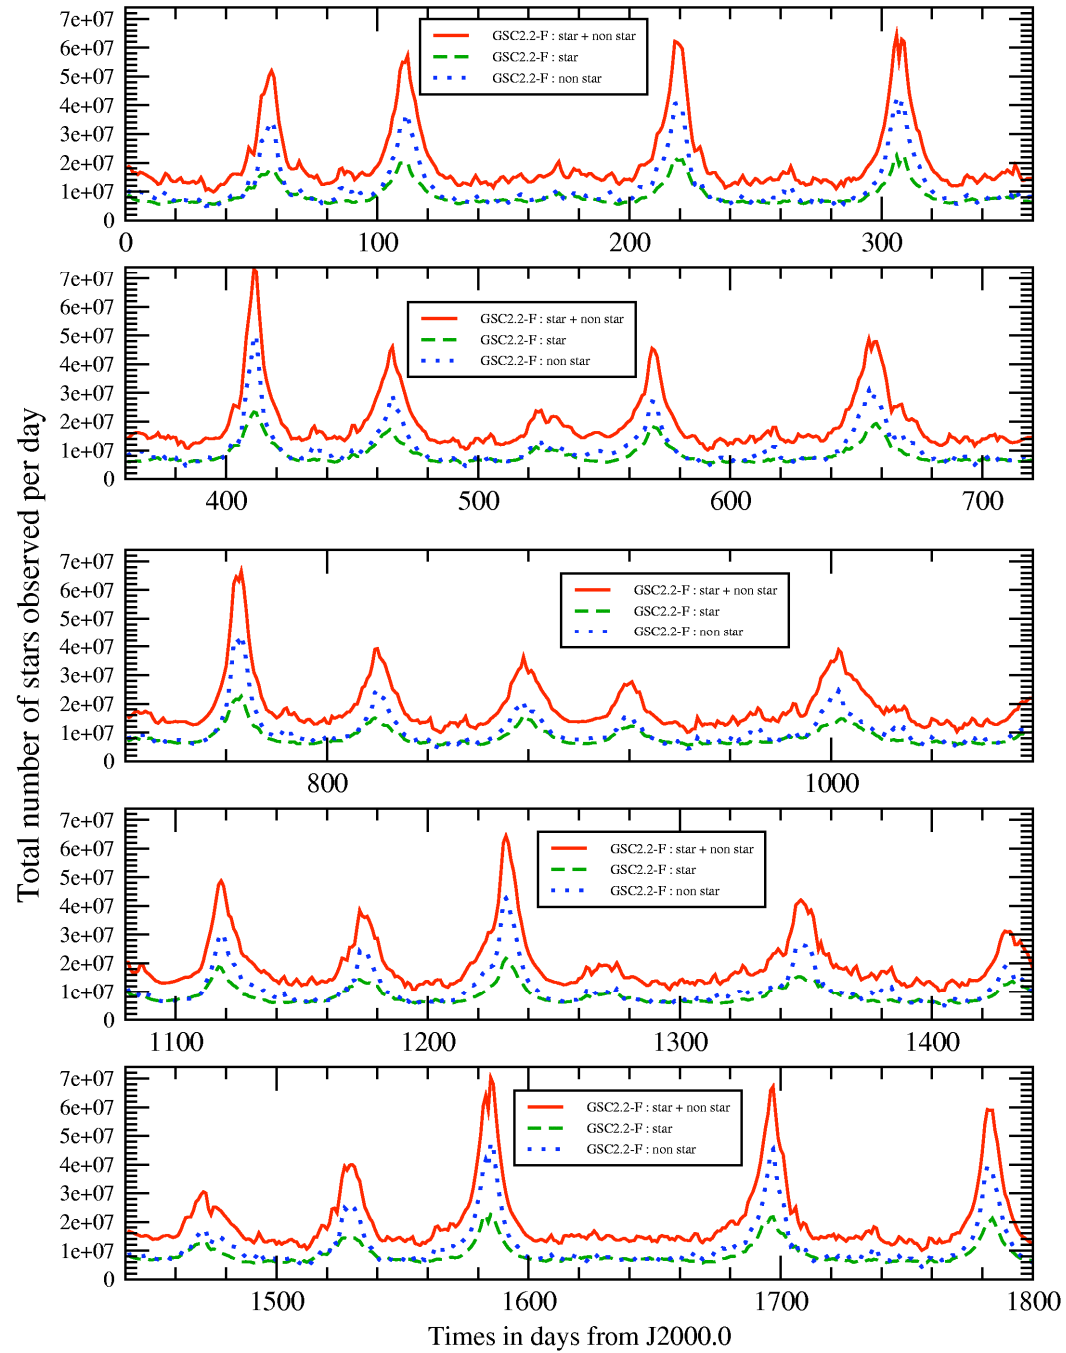 Total number of stars observed per day
7e+07
6e+07
5e+07
4e+07
3e+07
2e+07
1e+07
0
GSC2.2-F : star + non star
GSC2.2-F : star
GSC2.2-F : non star
0 100 200 300
7e+07
6e+07
5e+07
4e+07
3e+07
2e+07
1e+07
0
GSC2.2-F : star + non star
GSC2.2-F : star
GSC2.2-F : non star
400 500 600 700
7e+07
6e+07
5e+07
4e+07
3e+07
2e+07
1e+07
0
GSC2.2-F : star + non star
GSC2.2-F : star
GSC2.2-F : non star
800 1000
7e+07
6e+07
5e+07
4e+07
3e+07
2e+07
1e+07
0
GSC2.2-F : star + non star
GSC2.2-F : star
GSC2.2-F : non star
1100 1200 1300 1400
7e+07
6e+07
5e+07
4e+07
3e+07
2e+07
1e+07
0
GSC2.2-F : star + non star
GSC2.2-F : star
GSC2.2-F : non star
1500 1600 1700 1800
Times in days from J2000.0